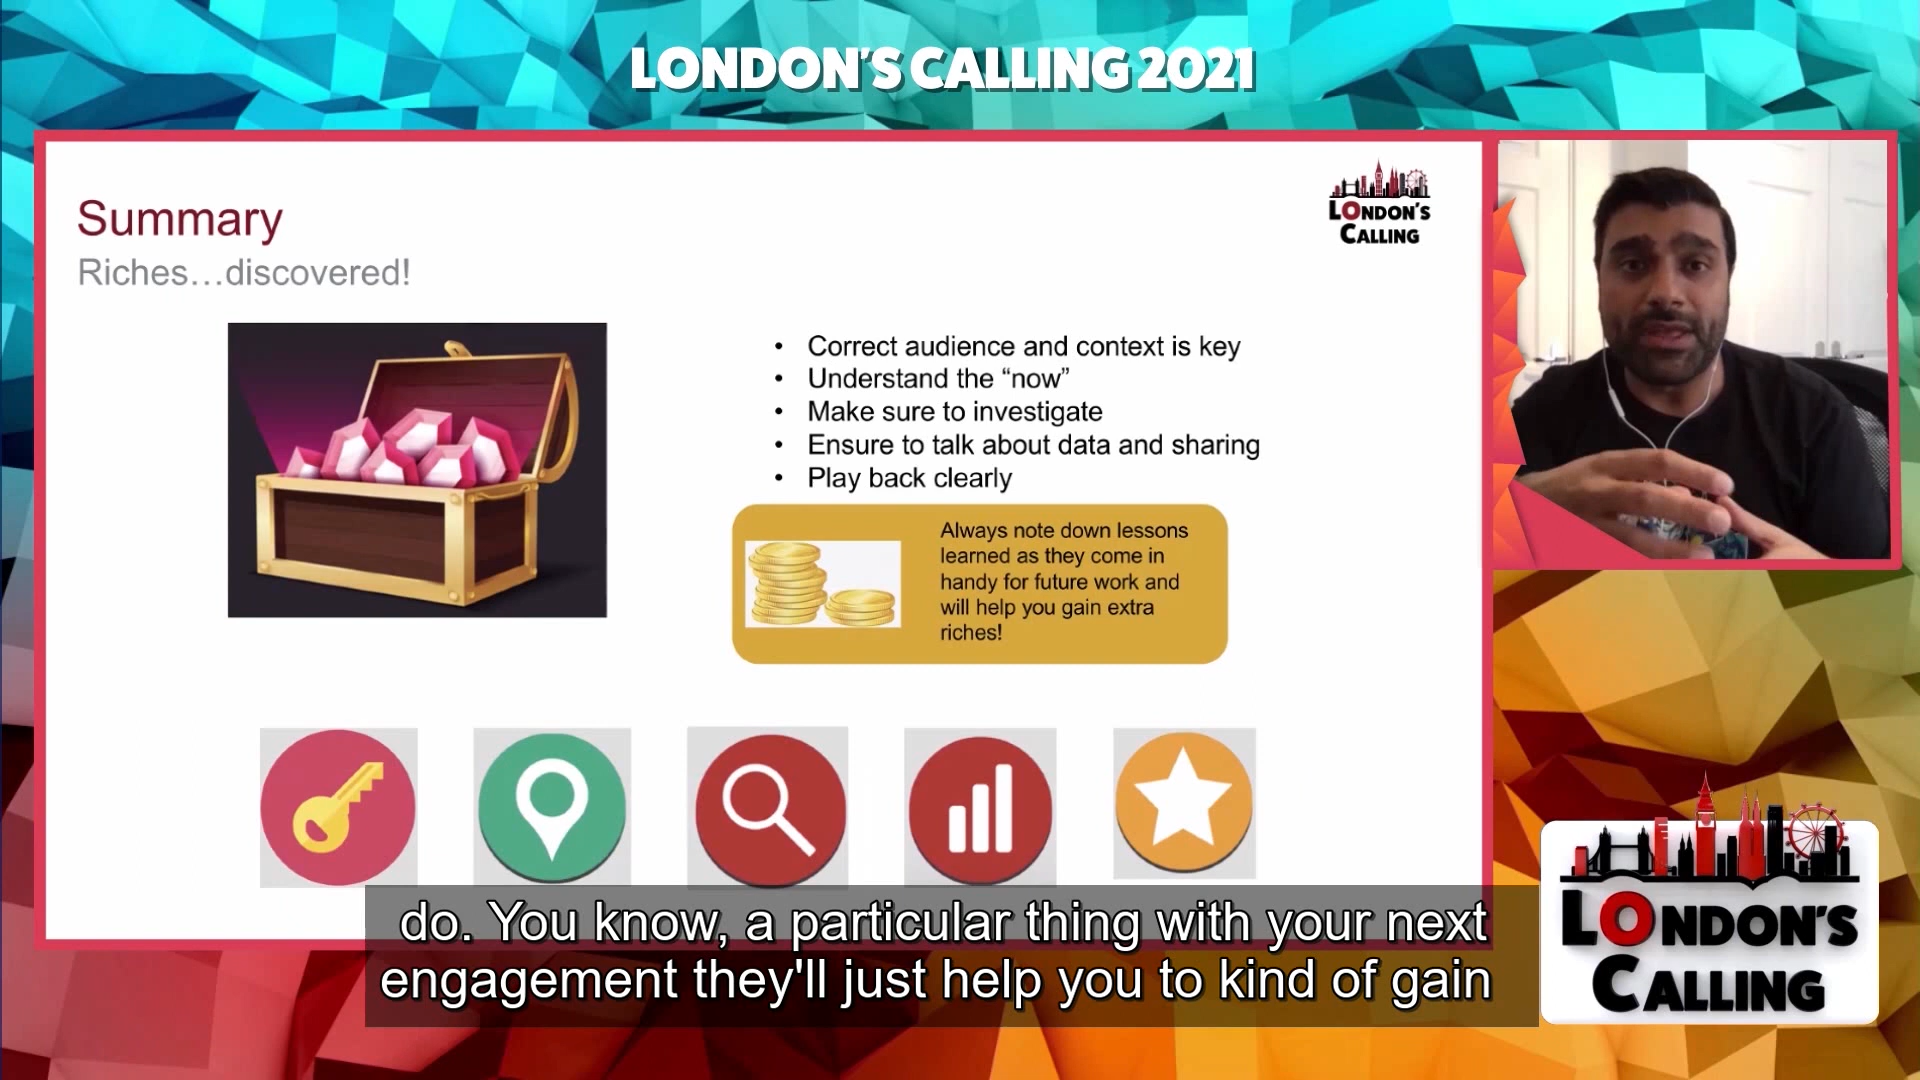 LONDON'S CALLING 2021
LONDON'S
CALLING
Summary
Riches…discovered!
• Correct audience and context is key
• Understand the “now”
• Make sure to investigate
• Ensure to talk about data and sharing
• Play back clearly
Always note down lessons
learned as they come in
handy for future work and
will help you gain extra
riches!
do. You know, a particular thing with your next
engagement they'll just help you to kind of gain
LONDON'S
CALLING